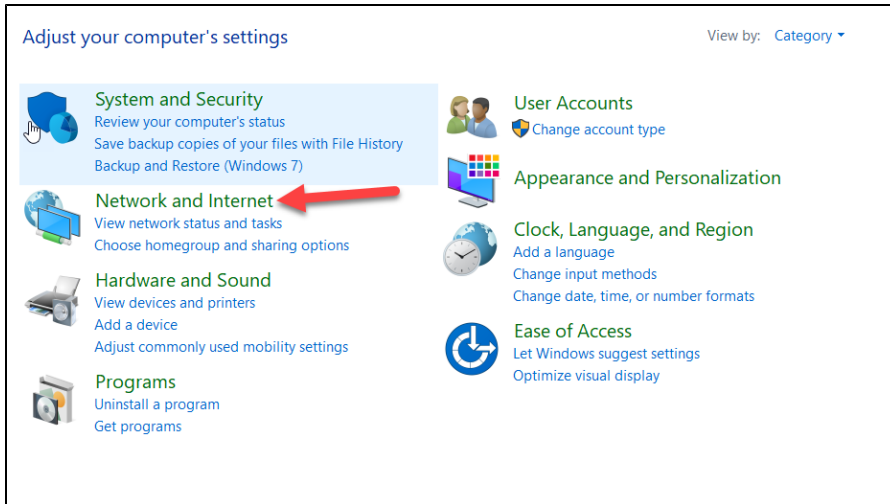 Adjust your computer's settings
View by: Category
System and Security
Review your computer's status
Save backup copies of your files with File History
Backup and Restore (Windows 7)
Network and Internet
View network status and tasks
Choose homegroup and sharing options
Hardware and Sound
View devices and printers
Add a device
Adjust commonly used mobility settings
Programs
Uninstall a program
Get programs
User Accounts
Change account type
Appearance and Personalization
Clock, Language, and Region
Add a language
Change input methods
Change date, time, or number formats
Ease of Access
Let Windows suggest settings
Optimize visual display